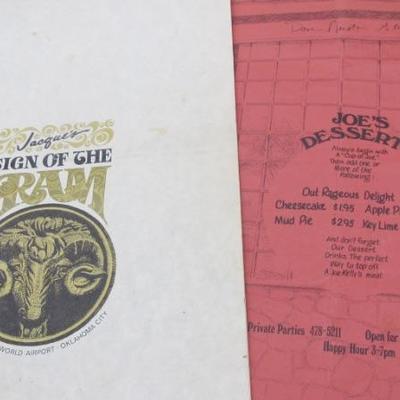 Jacques
SIGN OF THE
RAM
WORLD AIRPORT · OKLAHOMA CITY
JOE'S
DESSERT
Always begin with
A "Cup of Joe,"
Then add one or
More of the
Following:
Out Rageous Delight
Cheesecake $1.95 Apple P
Mud Pie $2.95 Key Lime
And don't forget
Our Dessert
Drinks. The perfect
Way to top off
A Joe Kelly's meal.
Private Parties 478-5211 Open for
Happy Hour 3-7pm